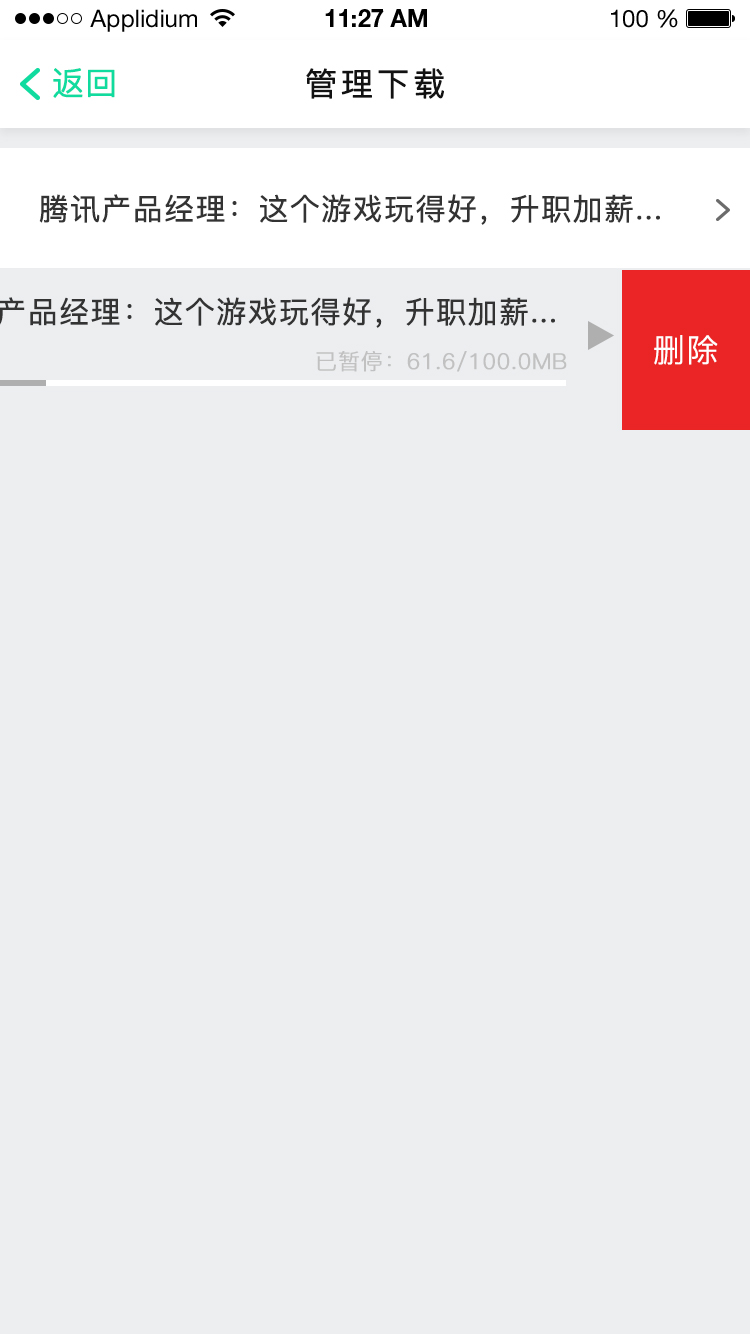 Applidium 11:27 AM 100 %
返回 管理下载
腾讯产品经理：这个游戏玩得好，升职加薪...
产品经理：这个游戏玩得好，升职加薪...
已暂停：61.6/100.0MB
删除